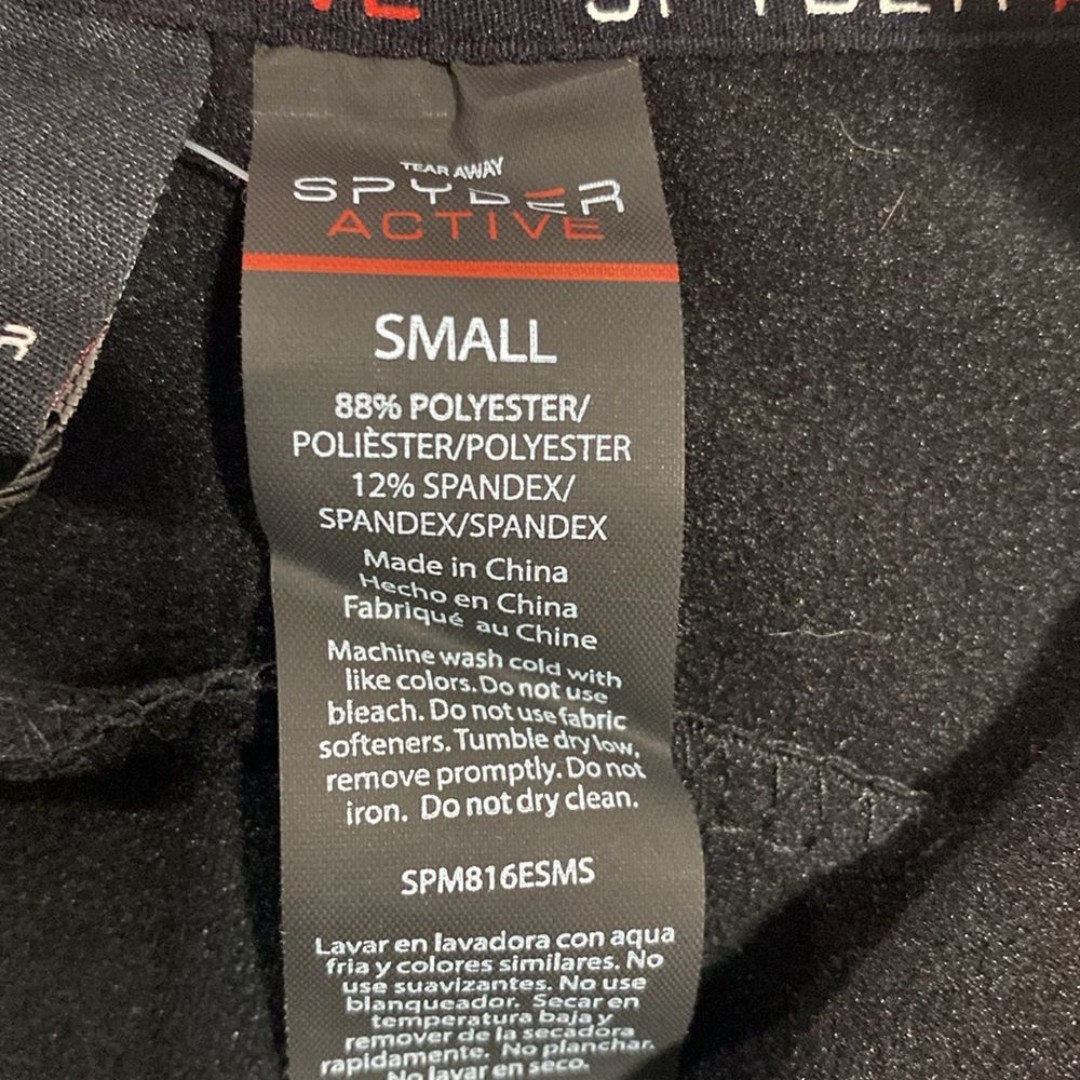 VE SPYDER
R
TEAR AWAY
SPYDER
ACTIVE
SMALL
88% POLYESTER/
POLIÈSTER/POLYESTER
12% SPANDEX/
SPANDEX/SPANDEX
Made in China
Hecho en China
Fabriqué au Chine
Machine wash cold with
like colors. Do not use
bleach. Do not use fabric
softeners. Tumble dry low,
remove promptly. Do not
iron. Do not dry clean.
SPM816ESMS
Lavar en lavadora con aqua
fria y colores similares. No
use suavizantes. No use
blanqueador. Secar en
temperatura baja y
remover de la secadora
rapidamente. No planchar.
No lavar en seco.